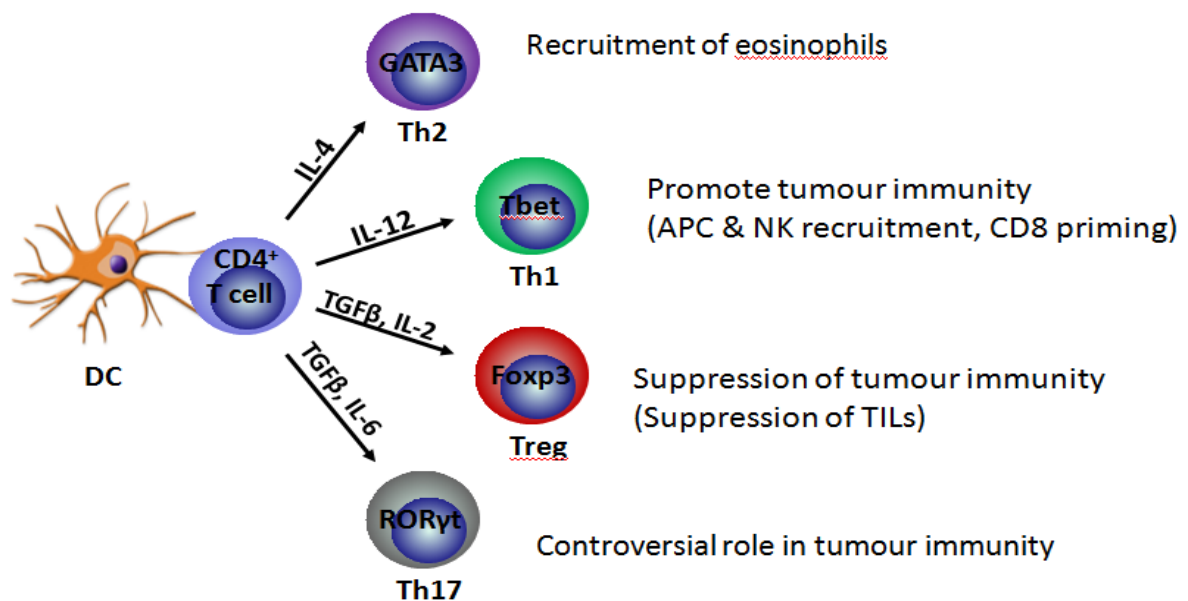 GATA3
Th2
Recruitment of eosinophils
IL-4
Tbet
Th1
Promote tumour immunity
(APC & NK recruitment, CD8 priming)
IL-12
CD4⁺
T cell
DC
TGFβ, IL-2
Foxp3
Treg
Suppression of tumour immunity
(Suppression of TILs)
TGFβ, IL-6
RORγt
Th17
Controversial role in tumour immunity